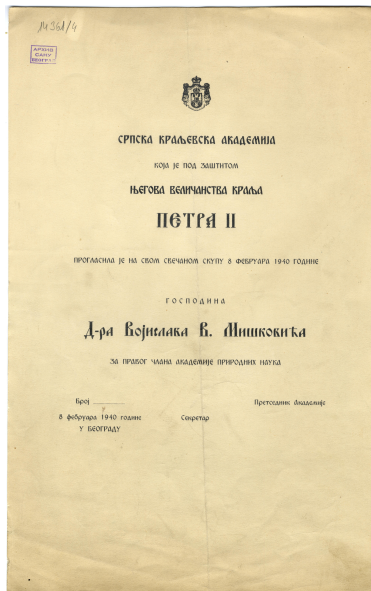 14361/4
АРХИВ
САНУ
БЕОГРАД
СРПСКА КРАЉЕВСКА АКАДЕМИЈА
КОЈА ЈЕ ПОД ЗАШТИТОМ
ЊЕГОВА ВЕЛИЧАНСТВА КРАЉА
ПЕТРА II
ПРОГЛАСИЛА ЈЕ НА СВОМ СВЕЧАНОМ СКУПУ 8 ФЕБРУАРА 1940 ГОДИНЕ
ГОСПОДИНА
Д-ра Војислава В. Мишковића
ЗА ПРАВОГ ЧЛАНА АКАДЕМИЈЕ ПРИРОДНИХ НАУКА
Број
Претседник Академије
8 фебруара 1940 године
Секретар
У БЕОГРАДУ